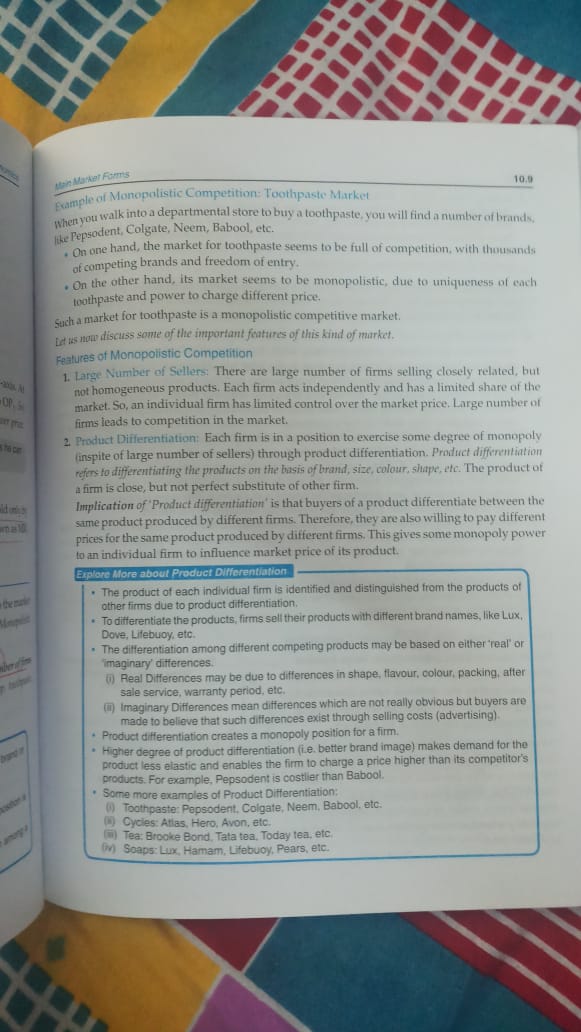 Main Market Forms
10.9
Example of Monopolistic Competition: Toothpaste Market
When you walk into a departmental store to buy a toothpaste, you will find a number of brands,
like Pepsodent, Colgate, Neem, Babool, etc.
• On one hand, the market for toothpaste seems to be full of competition, with thousands
of competing brands and freedom of entry.
• On the other hand, its market seems to be monopolistic, due to uniqueness of each
toothpaste and power to charge different price.
Such a market for toothpaste is a monopolistic competitive market.
Let us now discuss some of the important features of this kind of market.
Features of Monopolistic Competition
1. Large Number of Sellers: There are large number of firms selling closely related, but
not homogeneous products. Each firm acts independently and has a limited share of the
market. So, an individual firm has limited control over the market price. Large number of
firms leads to competition in the market.
2. Product Differentiation: Each firm is in a position to exercise some degree of monopoly
(inspite of large number of sellers) through product differentiation. Product differentiation
refers to differentiating the products on the basis of brand, size, colour, shape, etc. The product of
a firm is close, but not perfect substitute of other firm.
Implication of 'Product differentiation' is that buyers of a product differentiate between the
same product produced by different firms. Therefore, they are also willing to pay different
prices for the same product produced by different firms. This gives some monopoly power
to an individual firm to influence market price of its product.
Explore More about Product Differentiation
• The product of each individual firm is identified and distinguished from the products of
other firms due to product differentiation.
• To differentiate the products, firms sell their products with different brand names, like Lux,
Dove, Lifebuoy, etc.
• The differentiation among different competing products may be based on either 'real' or
'imaginary' differences.
(i) Real Differences may be due to differences in shape, flavour, colour, packing, after
sale service, warranty period, etc.
(ii) Imaginary Differences mean differences which are not really obvious but buyers are
made to believe that such differences exist through selling costs (advertising).
• Product differentiation creates a monopoly position for a firm.
• Higher degree of product differentiation (i.e. better brand image) makes demand for the
product less elastic and enables the firm to charge a price higher than its competitor's
products. For example, Pepsodent is costlier than Babool.
• Some more examples of Product Differentiation:
(i) Toothpaste: Pepsodent, Colgate, Neem, Babool, etc.
(ii) Cycles: Atlas, Hero, Avon, etc.
(iii) Tea: Brooke Bond, Tata tea, Today tea, etc.
(iv) Soaps: Lux, Hamam, Lifebuoy, Pears, etc.